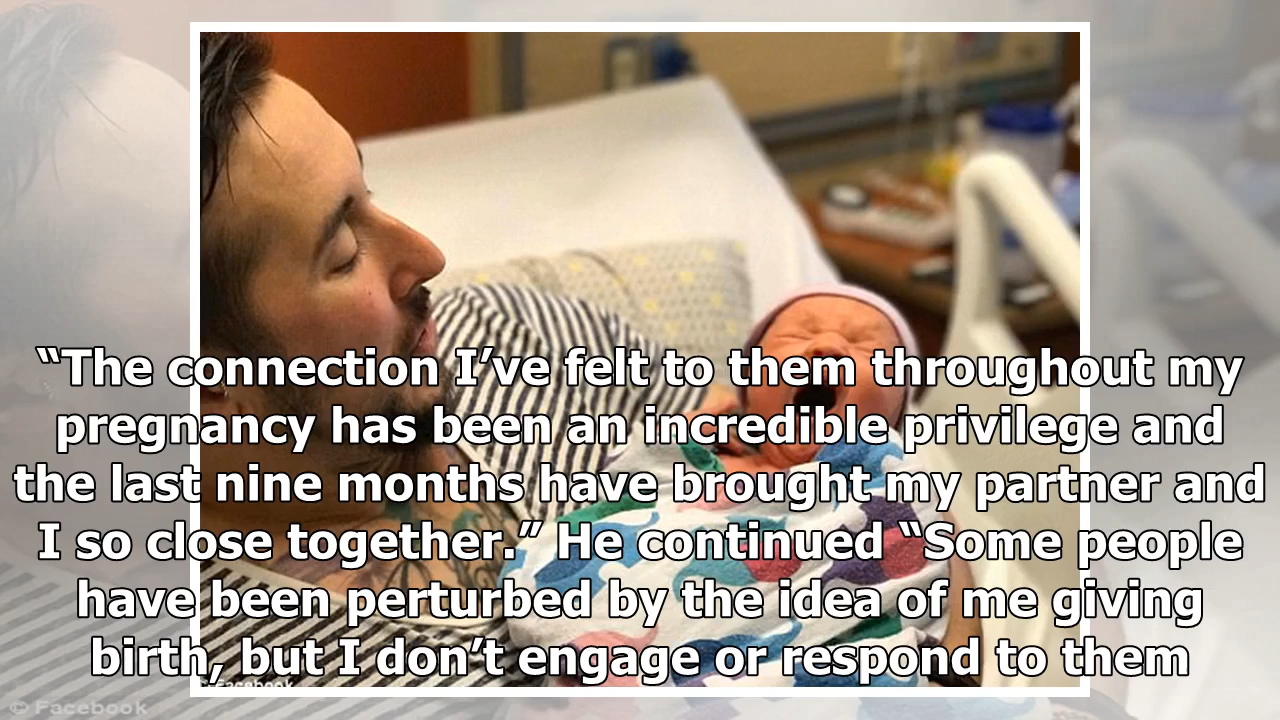 “The connection I’ve felt to them throughout my
pregnancy has been an incredible privilege and
the last nine months have brought my partner and
I so close together.” He continued “Some people
have been perturbed by the idea of me giving
birth, but I don’t engage or respond to them
© Facebook
© Facebook